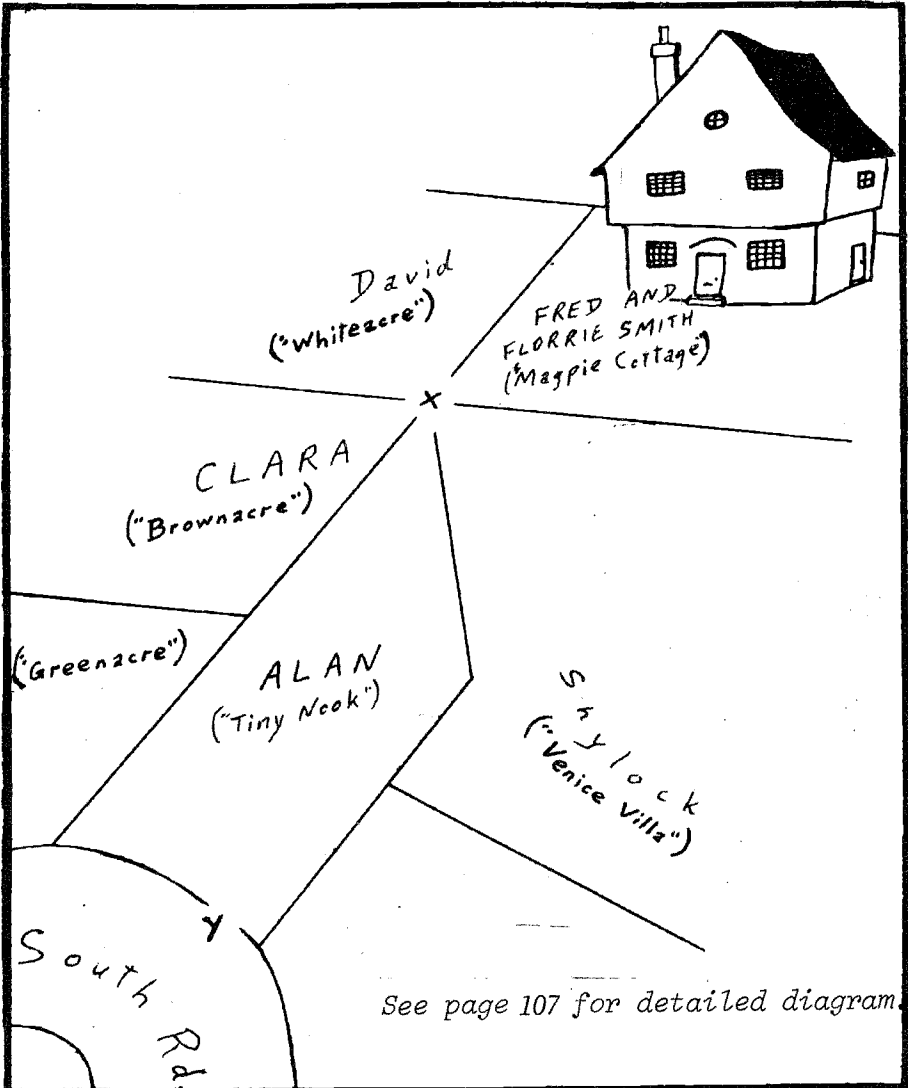 David
("Whiteacre")
FRED AND
FLORRIE SMITH
("Magpie Cottage")
X
CLARA
("Brownacre")
("Greenacre")
ALAN
("Tiny Nook")
Shylock
("Venice Villa")
Y
South Rd.
See page 107 for detailed diagram.